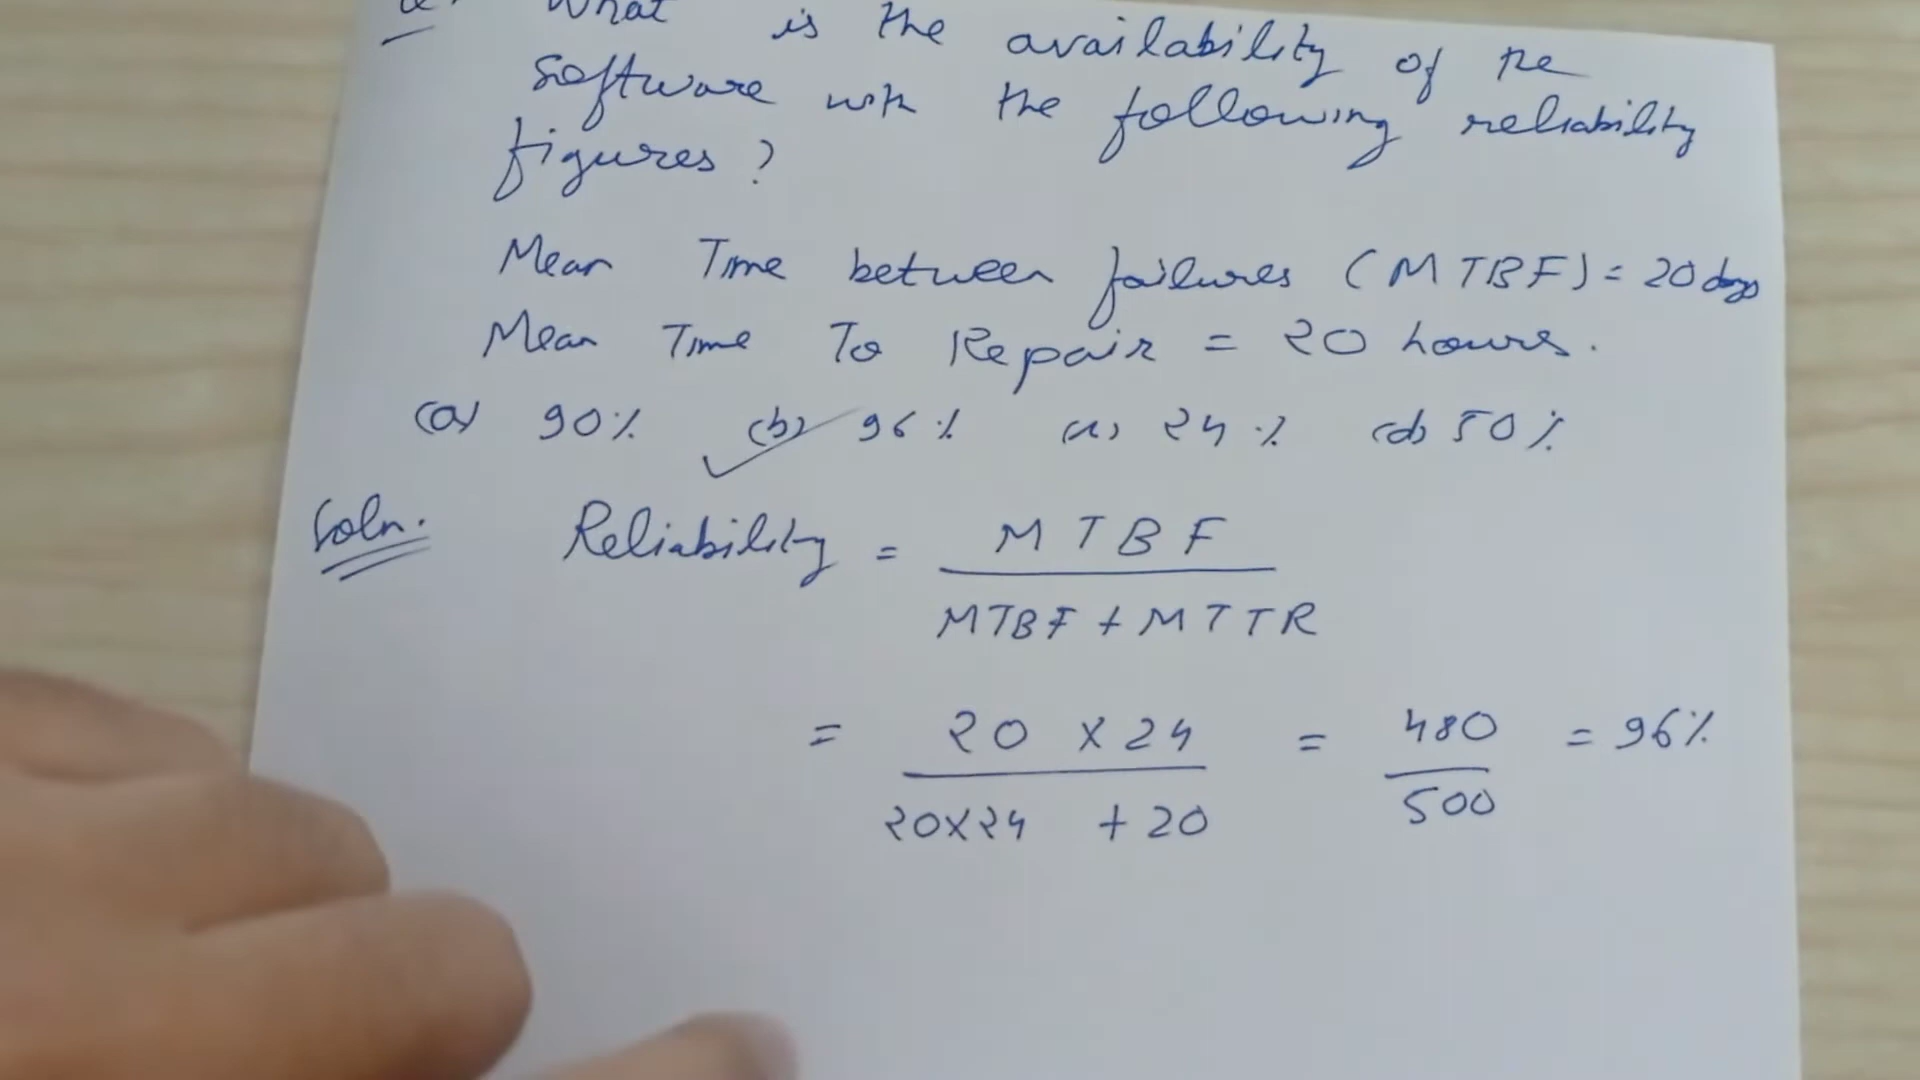 Q. What is the availability of the
software with the following reliability
figures?
Mean Time between failures (MTBF) = 20 days
Mean Time To Repair = 20 hours.
(a) 90% (b) 96% (c) 24% (d) 50%
Soln. Reliability = MTBF
MTBF + MTTR
= 20 x 24 = 480 = 96%
20x24 + 20 500